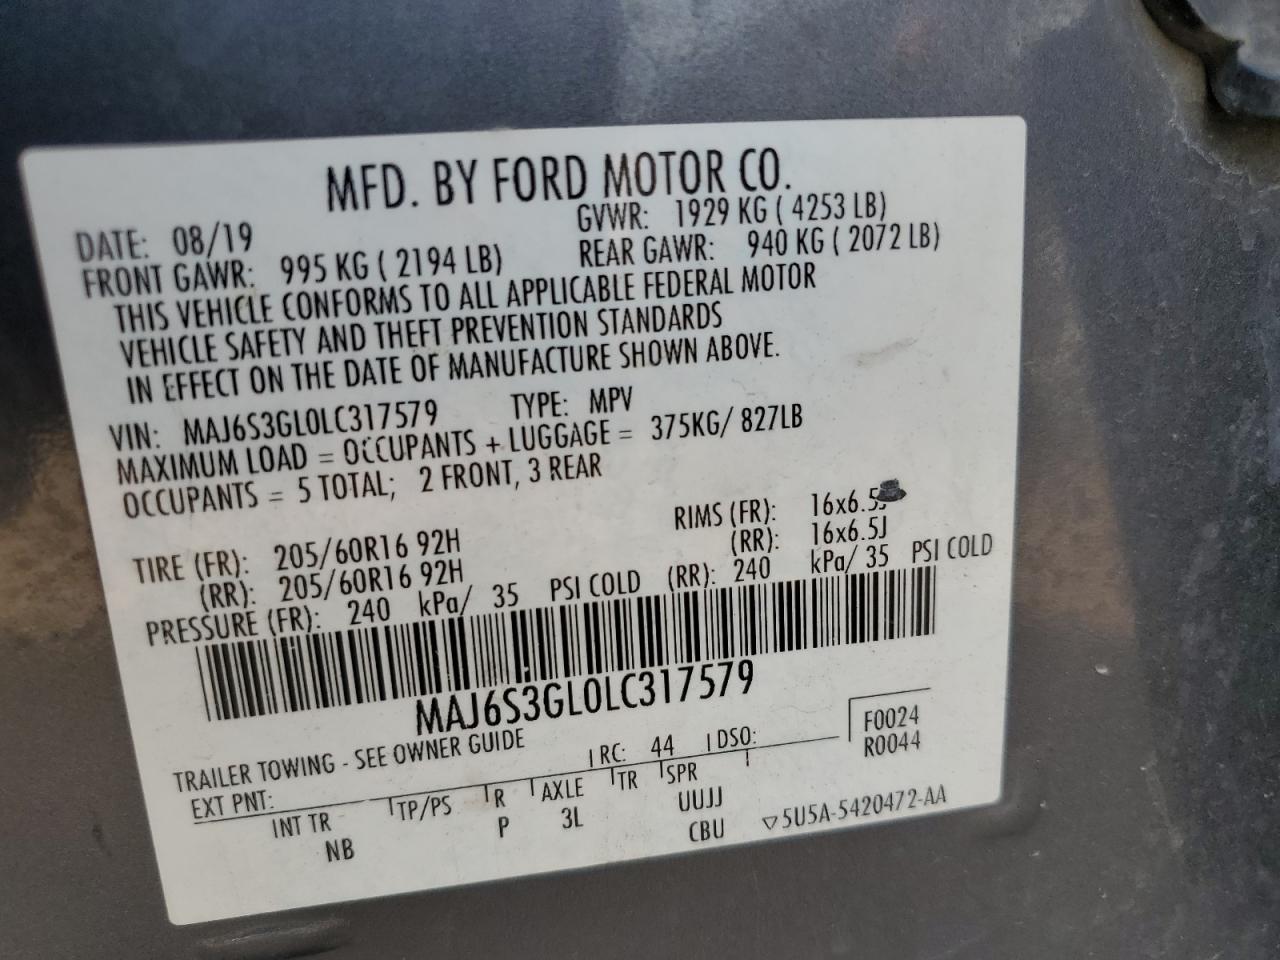 MFD. BY FORD MOTOR CO.
DATE: 08/19 GVWR: 1929 KG ( 4253 LB)
FRONT GAWR: 995 KG ( 2194 LB) REAR GAWR: 940 KG ( 2072 LB)
THIS VEHICLE CONFORMS TO ALL APPLICABLE FEDERAL MOTOR
VEHICLE SAFETY AND THEFT PREVENTION STANDARDS
IN EFFECT ON THE DATE OF MANUFACTURE SHOWN ABOVE.
VIN: MAJ6S3GL0LC317579 TYPE: MPV
MAXIMUM LOAD = OCCUPANTS + LUGGAGE = 375KG/ 827LB
OCCUPANTS = 5 TOTAL; 2 FRONT, 3 REAR
TIRE (FR): 205/60R16 92H RIMS (FR): 16x6.5J
(RR): 205/60R16 92H (RR): 16x6.5J
PRESSURE (FR): 240 kPa/ 35 PSI COLD (RR): 240 kPa/ 35 PSI COLD
MAJ6S3GL0LC317579
TRAILER TOWING - SEE OWNER GUIDE
EXT PNT: RC: 44 DSO: F0024
R0044
INT TR TP/PS R AXLE TR SPR
NB P 3L UUJJ
CBU 5U5A-5420472-AA